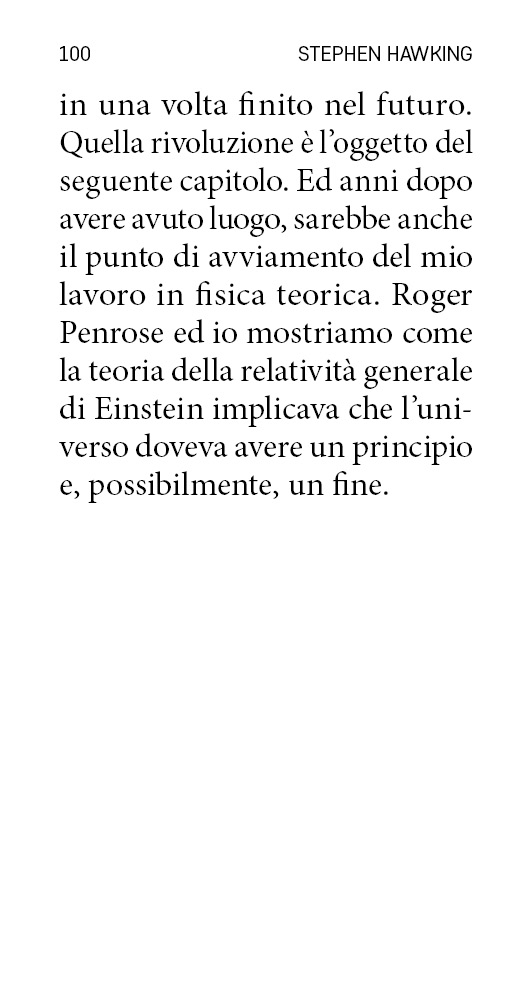 100 STEPHEN HAWKING
in una volta finito nel futuro.
Quella rivoluzione è l’oggetto del
seguente capitolo. Ed anni dopo
avere avuto luogo, sarebbe anche
il punto di avviamento del mio
lavoro in fisica teorica. Roger
Penrose ed io mostriamo come
la teoria della relatività generale
di Einstein implicava che l’uni-
verso doveva avere un principio
e, possibilmente, un fine.